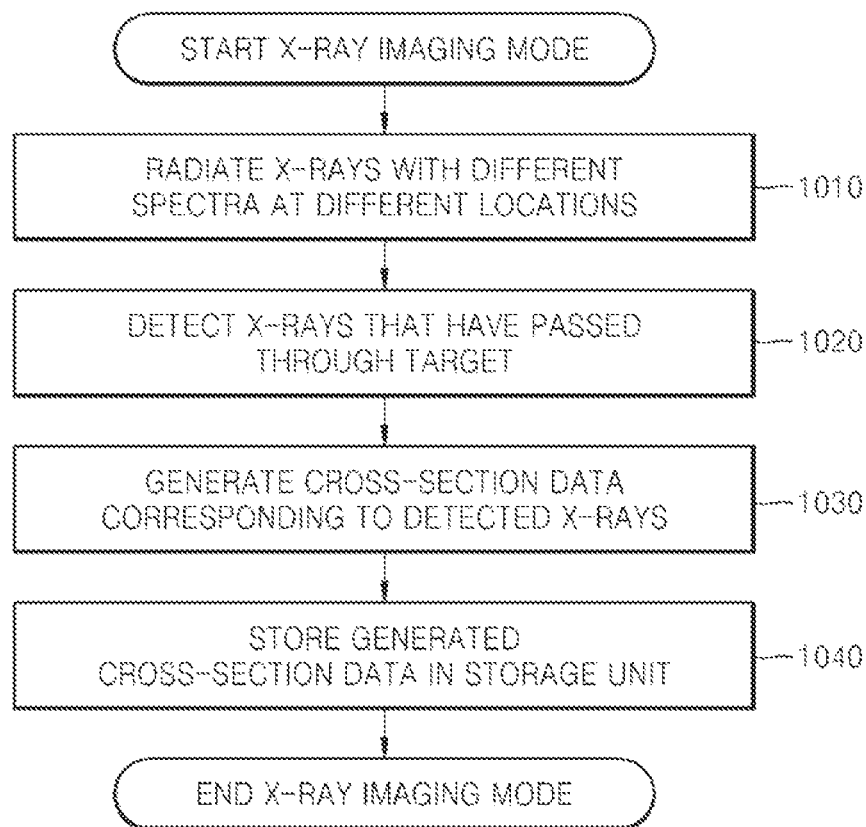 START X-RAY IMAGING MODE
RADIATE X-RAYS WITH DIFFERENT
SPECTRA AT DIFFERENT LOCATIONS
1010
DETECT X-RAYS THAT HAVE PASSED
THROUGH TARGET
1020
GENERATE CROSS-SECTION DATA
CORRESPONDING TO DETECTED X-RAYS
1030
STORE GENERATED
CROSS-SECTION DATA IN STORAGE UNIT
1040
END X-RAY IMAGING MODE